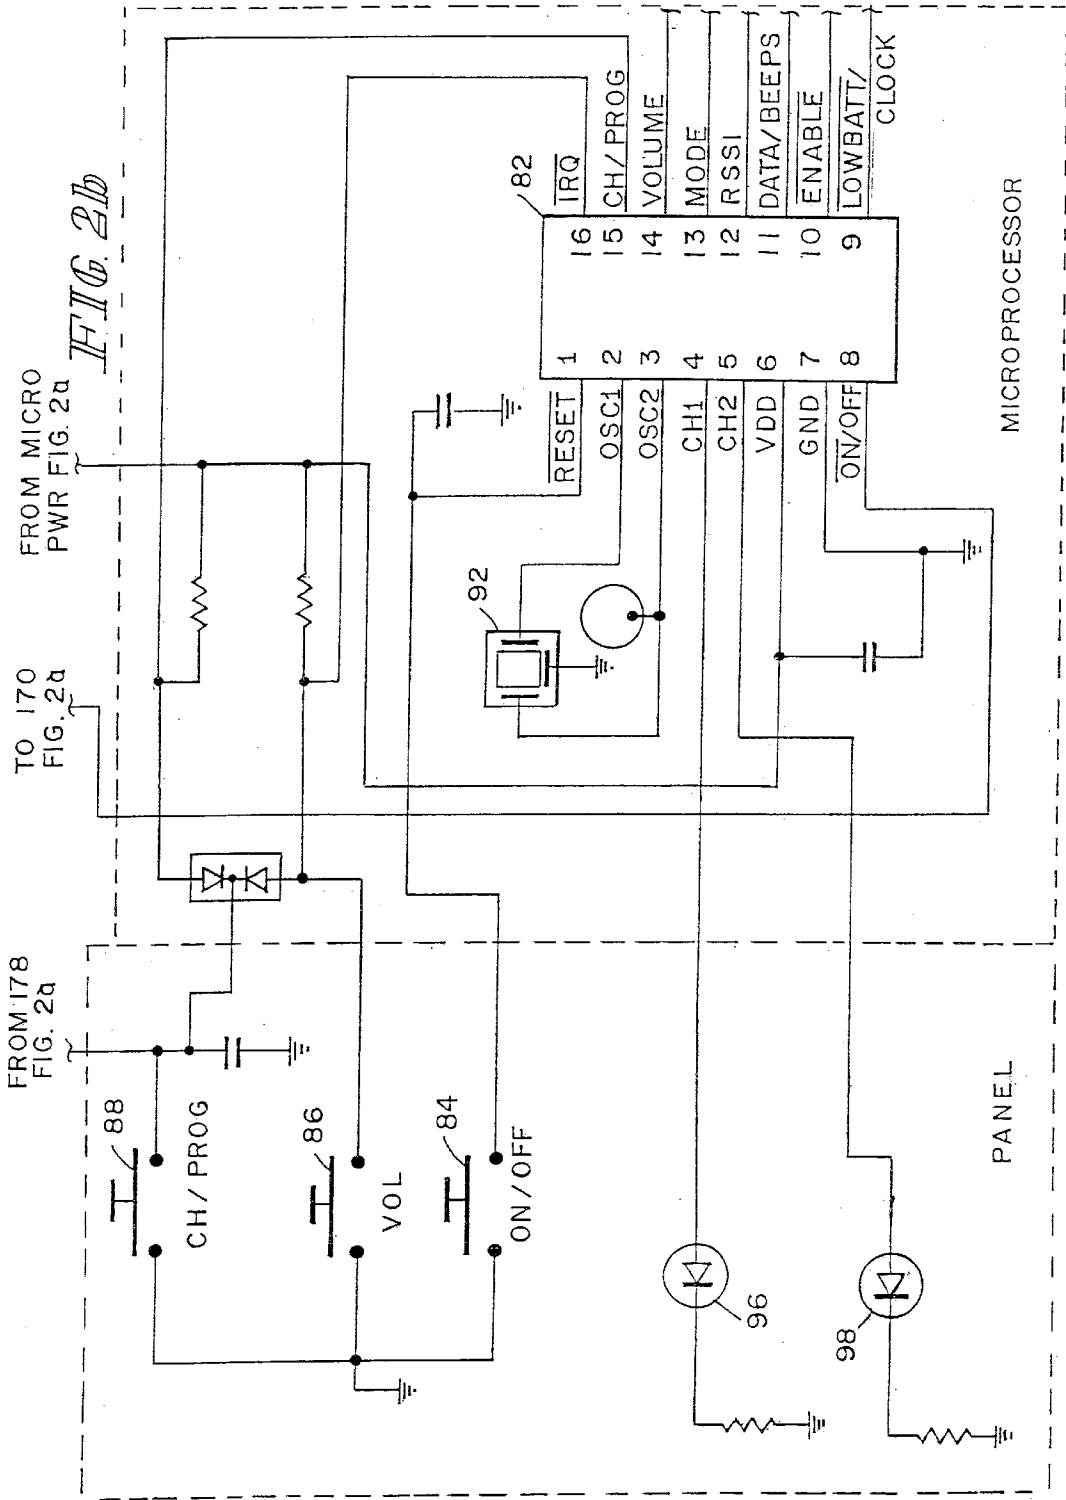 FIG. 2b
FROM 178
FIG. 2a
TO 170
FIG. 2a
FROM MICRO
PWR FIG. 2a
88
CH/PROG
86
VOL
84
ON/OFF
96
98
PANEL
92
82
RESET
OSC1
OSC2
CH1
CH2
VDD
GND
ON/OFF
1
2
3
4
5
6
7
8
16
15
14
13
12
11
10
9
IRQ
CH/PROG
VOLUME
MODE
RSSI
DATA/BEEPS
ENABLE
LOWBATT/
CLOCK
MICROPROCESSOR